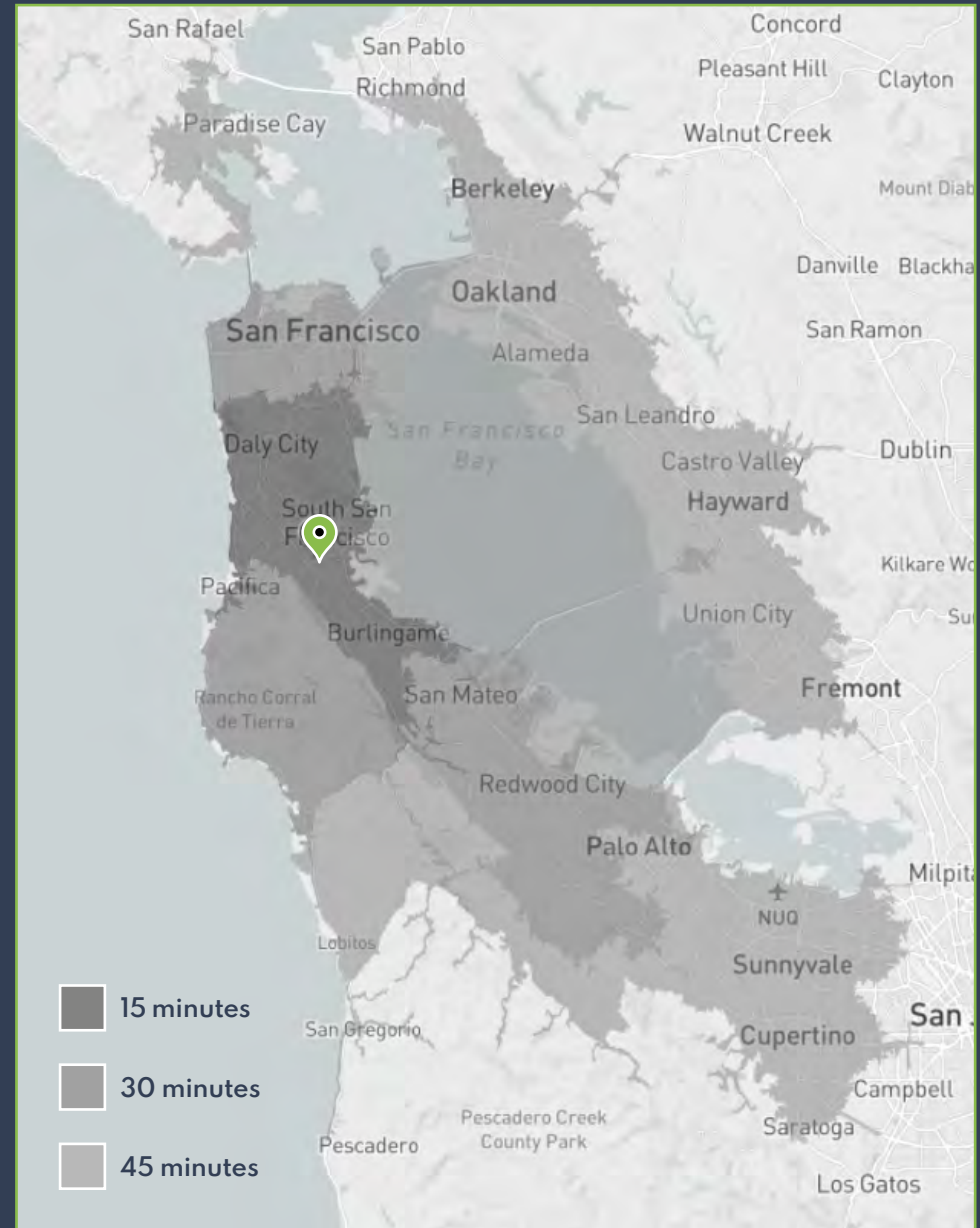 San Rafael
San Pablo
Concord
Richmond
Pleasant Hill
Clayton
Paradise Cay
Walnut Creek
Berkeley
Mount Diab
Danville
Blackha
Oakland
San Francisco
San Ramon
Alameda
San Leandro
San Francisco
Bay
Daly City
Dublin
Castro Valley
Hayward
South San
Kilkare Wo
Pacifica
Union City
Su
Burlingame
Fremont
San Mateo
Rancho Corral
de Tierra
Redwood City
Palo Alto
Milpit
NUQ
Lobitos
Sunnyvale
15 minutes
San
San Gregorio
Cupertino
30 minutes
Campbell
Pescadero Creek
County Park
Saratoga
Pescadero
45 minutes
Los Gatos